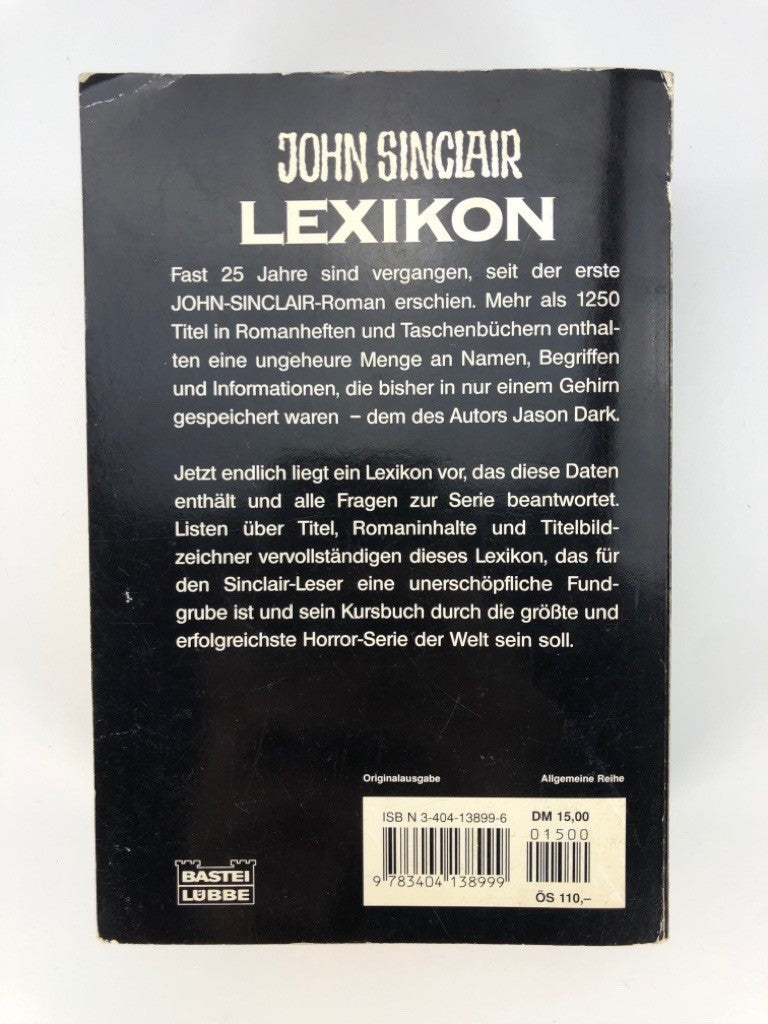 JOHN SINCLAIR
LEXIKON
Fast 25 Jahre sind vergangen, seit der erste
JOHN-SINCLAIR-Roman erschien. Mehr als 1250
Titel in Romanheften und Taschenbüchern enthal-
ten eine ungeheure Menge an Namen, Begriffen
und Informationen, die bisher in nur einem Gehirn
gespeichert waren – dem des Autors Jason Dark.
Jetzt endlich liegt ein Lexikon vor, das diese Daten
enthält und alle Fragen zur Serie beantwortet.
Listen über Titel, Romaninhalte und Titelbild-
zeichner vervollständigen dieses Lexikon, das für
den Sinclair-Leser eine unerschöpfliche Fund-
grube ist und sein Kursbuch durch die größte und
erfolgreichste Horror-Serie der Welt sein soll.
Originalausgabe Allgemeine Reihe
ISB N 3-404-13899-6 DM 15,00
01500
9 783404 138999
ÖS 110,–
BASTEI
LÜBBE